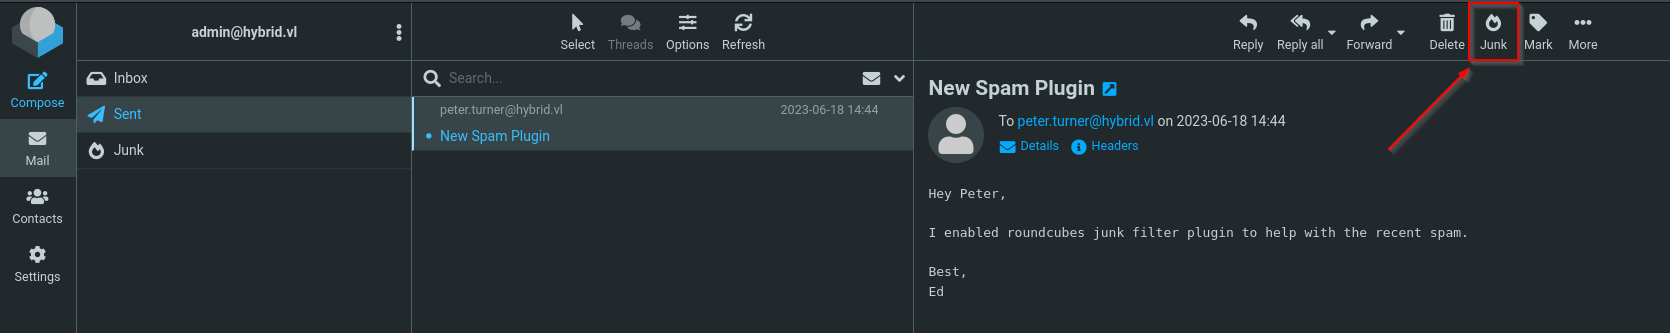 admin@hybrid.vl
Select
Threads
Options
Refresh
Reply
Reply all
Forward
Delete
Junk
Mark
More
Compose
Mail
Contacts
Settings
Inbox
Sent
Junk
Search...
peter.turner@hybrid.vl 2023-06-18 14:44
New Spam Plugin
New Spam Plugin
To peter.turner@hybrid.vl on 2023-06-18 14:44
Details Headers
Hey Peter,
I enabled roundcubes junk filter plugin to help with the recent spam.
Best,
Ed